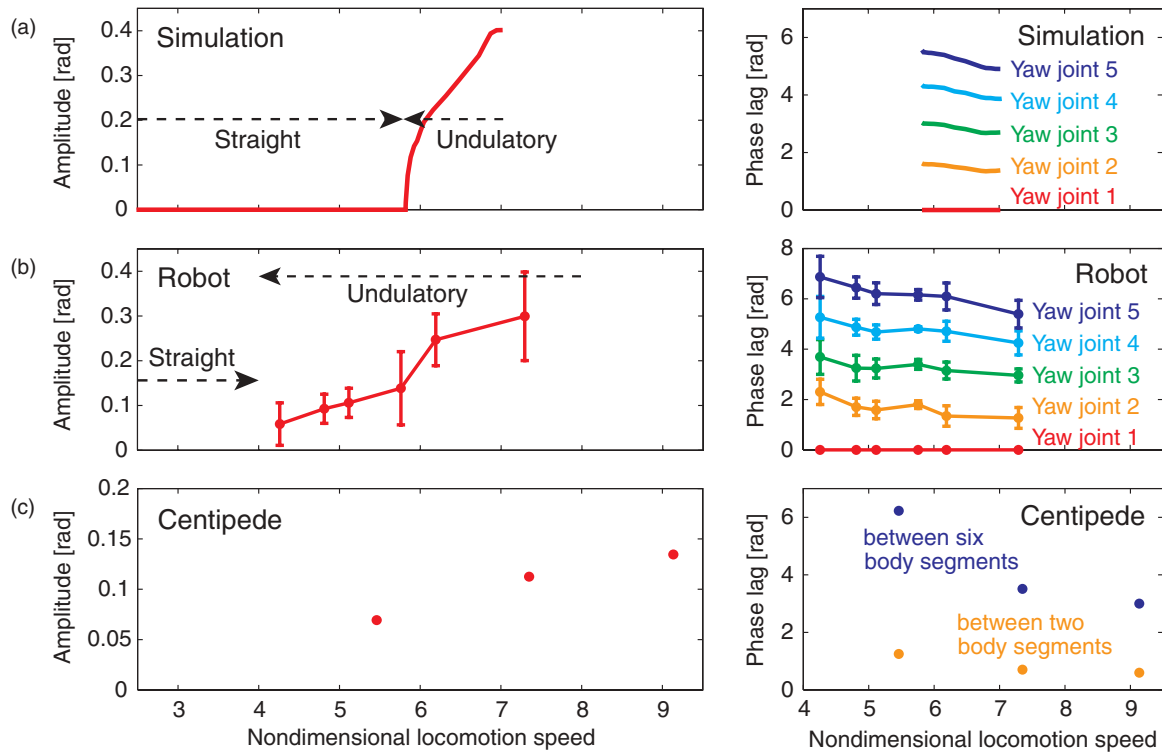 (a)
Amplitude [rad]
0.4
0.3
0.2
0.1
0
Simulation
Straight
Undulatory
Phase lag [rad]
6
4
2
0
Simulation
Yaw joint 5
Yaw joint 4
Yaw joint 3
Yaw joint 2
Yaw joint 1
(b)
Amplitude [rad]
0.4
0.3
0.2
0.1
0
Robot
Undulatory
Straight
Phase lag [rad]
8
6
4
2
0
Robot
Yaw joint 5
Yaw joint 4
Yaw joint 3
Yaw joint 2
Yaw joint 1
(c)
Amplitude [rad]
0.2
0.15
0.1
0.05
0
Centipede
3 4 5 6 7 8 9
Nondimensional locomotion speed
Phase lag [rad]
6
4
2
0
Centipede
between six
body segments
between two
body segments
4 5 6 7 8 9
Nondimensional locomotion speed